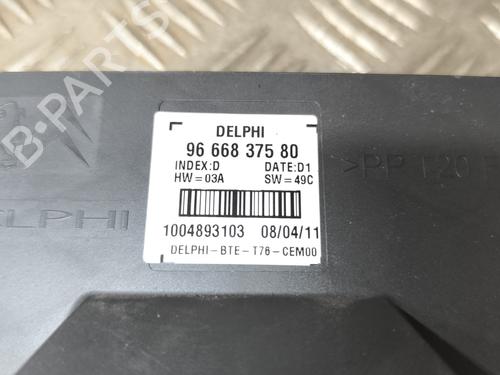 B-PARTS
DELPHI
96 668 375 80
INDEX:D DATE:D1
HW=03A SW=49C
>PP T20
DELPHI
1004893103 08/04/11
DELPHI-BTE-T76-CEM00